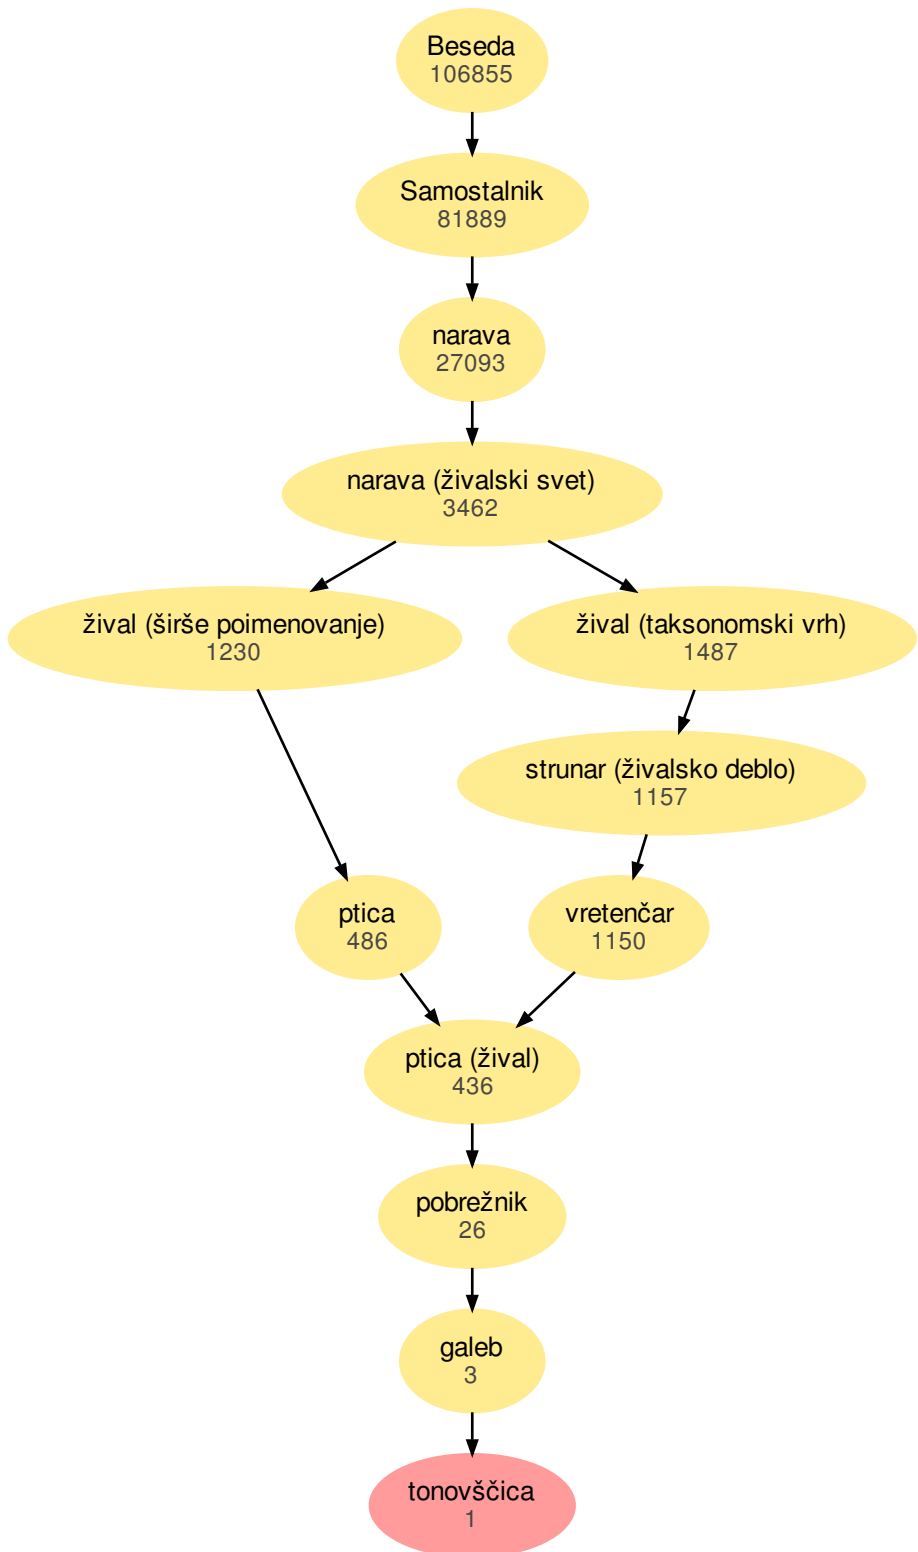 Beseda
106855
Samostalnik
81889
narava
27093
narava (živalski svet)
3462
žival (širše poimenovanje)
1230
žival (taksonomski vrh)
1487
strunar (živalsko deblo)
1157
ptica
486
vretenčar
1150
ptica (žival)
436
pobrežnik
26
galeb
3
tonovščica
1